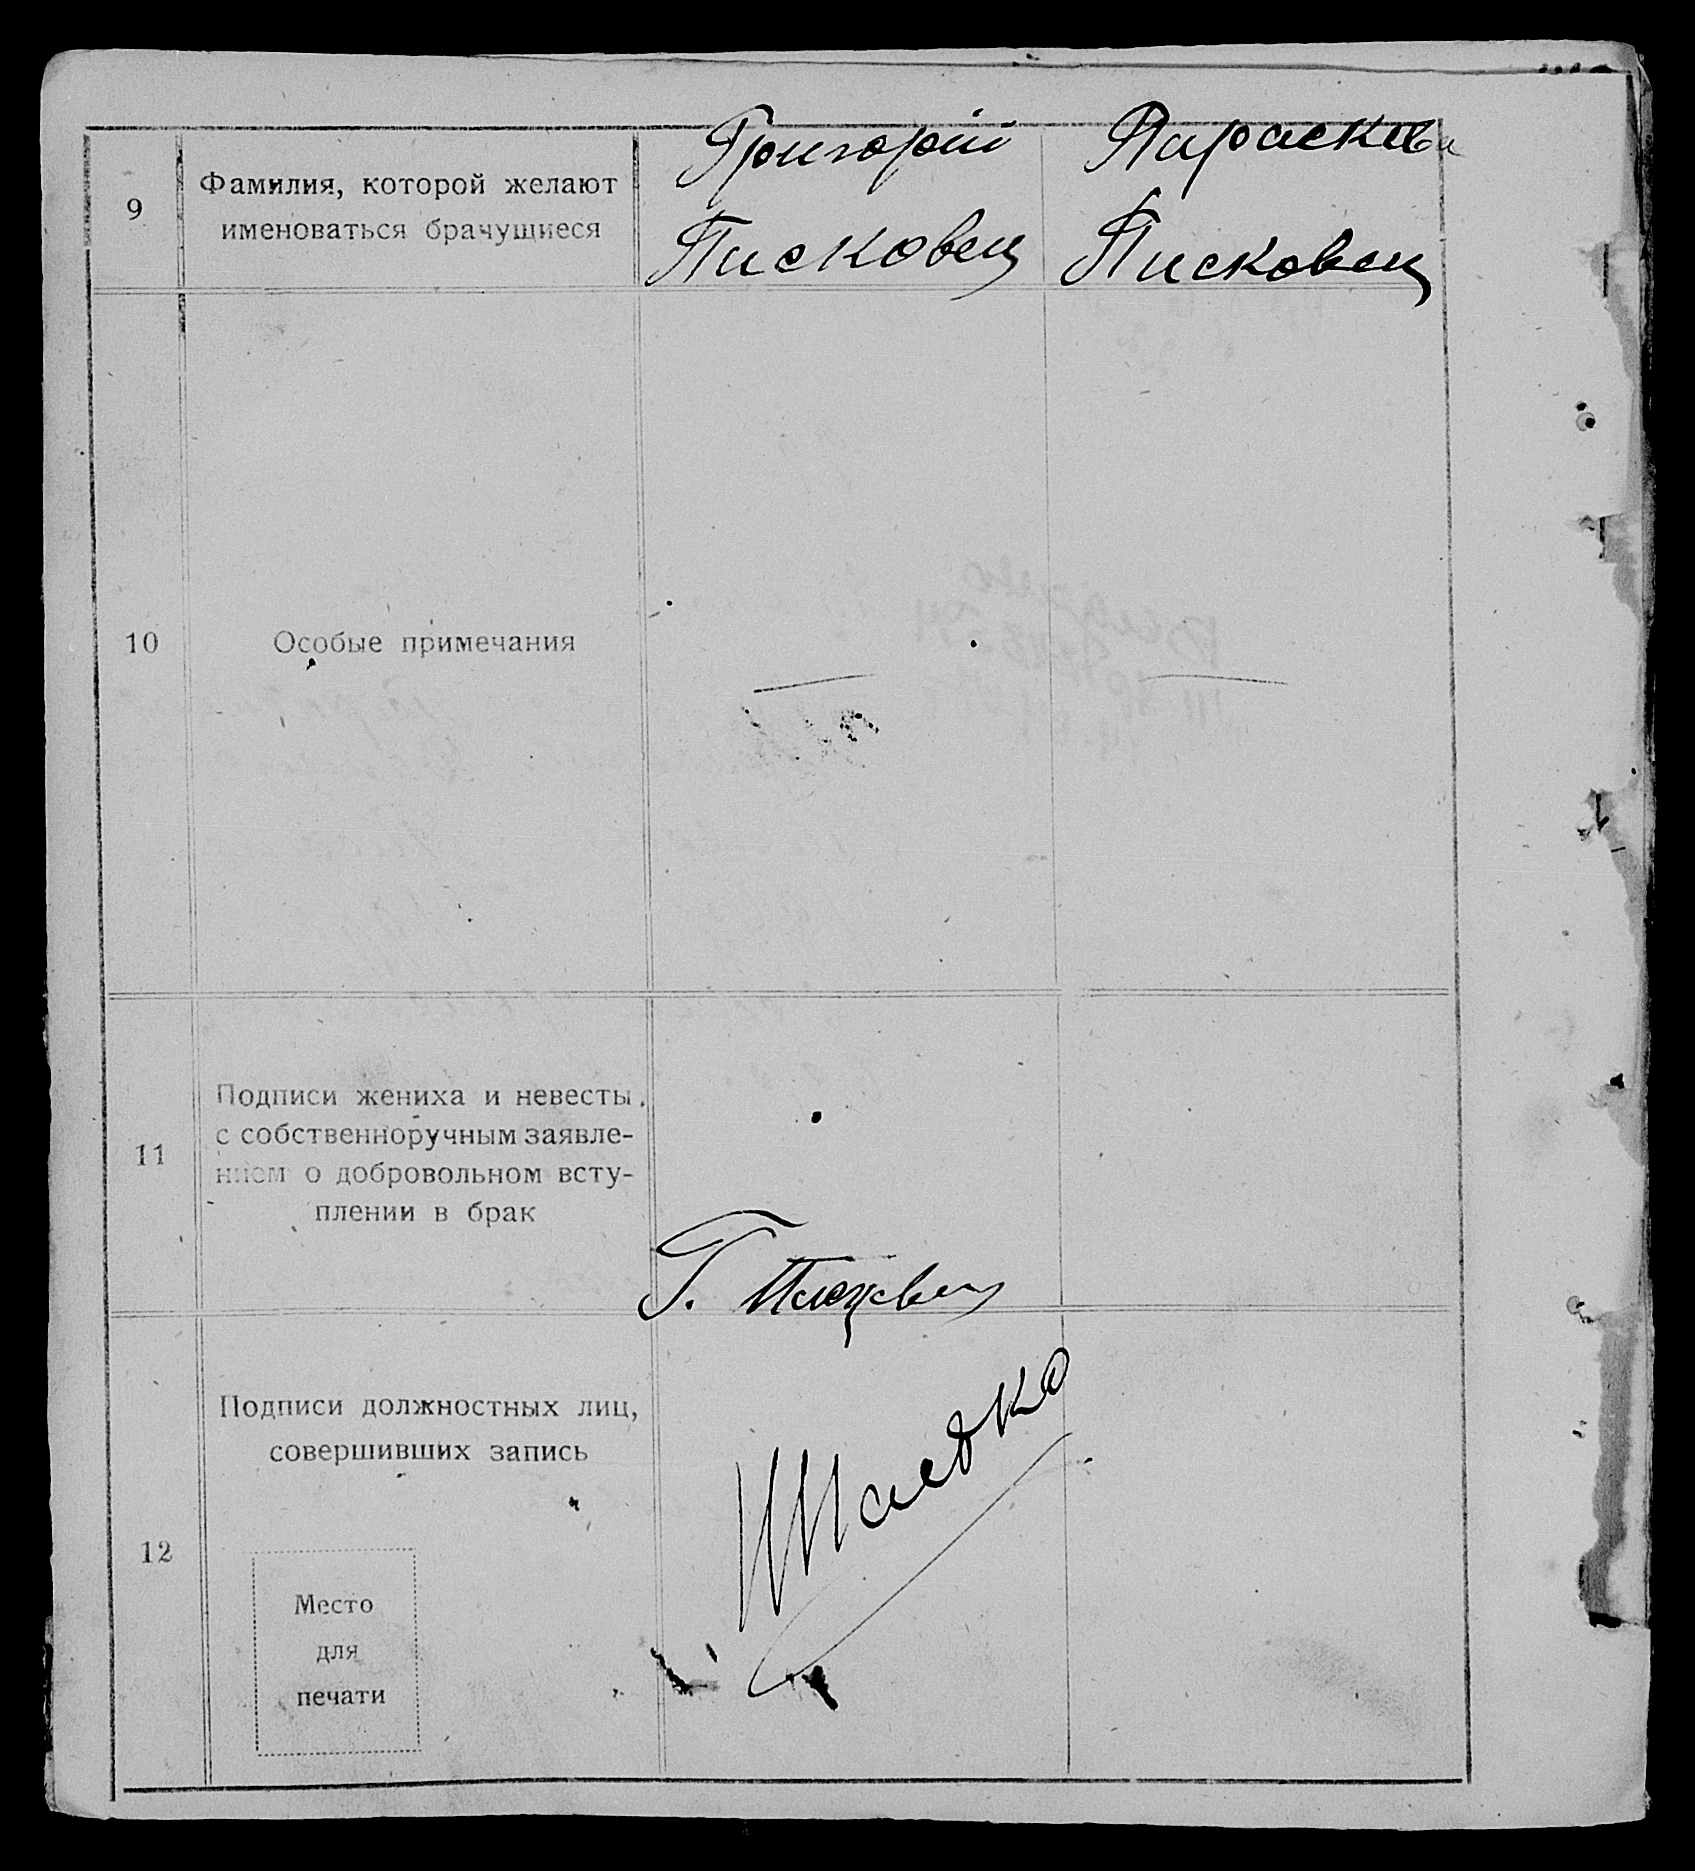 9
Фамилия, которой желают
именоваться брачущиеся
Григорій
Писковец
Параскева
Писковец
10
Особые примечания
11
Подписи жениха и невесты
с собственноручным заявле-
нием о добровольном всту-
плении в брак
Г. Писковец
12
Подписи должностных лиц,
совершивших запись
Место
для
печати